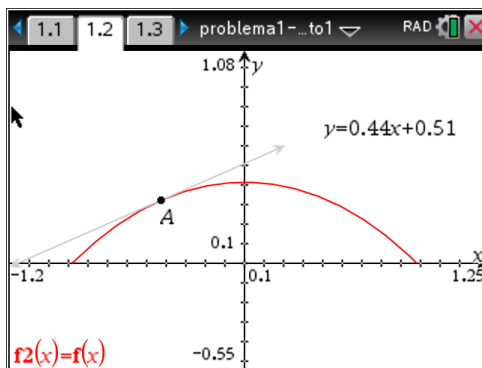 1.1 1.2 1.3 problema1-...to1 RAD
1.08 y
y=0.44x+0.51
A
0.1
x
-1.2 0.1 1.25
f2(x)=f(x)
-0.55